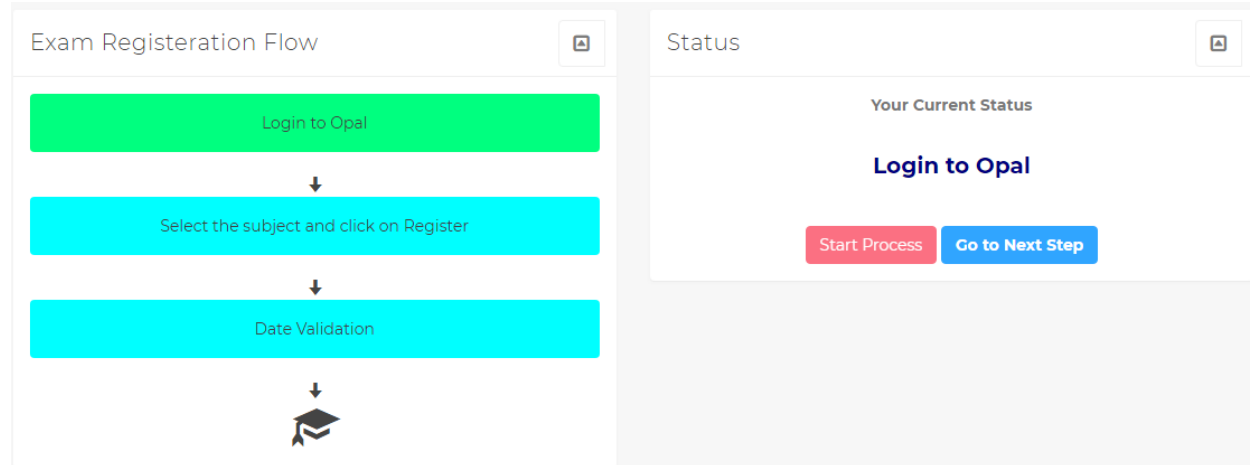 Exam Registeration Flow
Login to Opal
Select the subject and click on Register
Date Validation
Status
Your Current Status
Login to Opal
Start Process
Go to Next Step